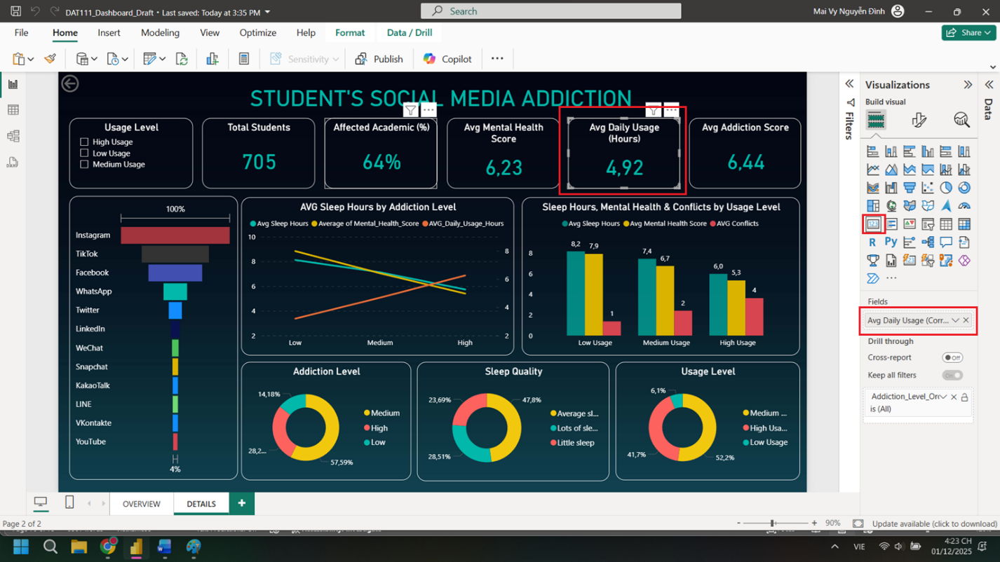 DAT111_Dashboard_Draft • Last saved: Today at 3:35 PM
Search
Mai Vy Nguyễn Đình
File Home Insert Modeling View Optimize Help Format Data / Drill
Share
Sensitivity
Publish
Copilot
STUDENT'S SOCIAL MEDIA ADDICTION
Usage Level
High Usage
Low Usage
Medium Usage
Total Students
705
Affected Academic (%)
64%
Avg Mental Health
Score
6,23
Avg Daily Usage
(Hours)
4,92
Avg Addiction Score
6,44
100%
Instagram
TikTok
Facebook
WhatsApp
Twitter
LinkedIn
WeChat
Snapchat
KakaoTalk
LINE
VKontakte
YouTube
4%
AVG Sleep Hours by Addiction Level
Avg Sleep Hours Average of Mental_Health_Score AVG_Daily_Usage_Hours
10
8
6
4
2
8
6
4
2
Low Medium High
Sleep Hours, Mental Health & Conflicts by Usage Level
Avg Sleep Hours Avg Mental Health Score AVG Conflicts
8
6
4
2
0
8,2 7,9 1
7,4 6,7 2
6,0 5,3 4
Low Usage Medium Usage High Usage
Addiction Level
14,18%
28,2...
57,59%
Medium
High
Low
Sleep Quality
23,69%
47,8%
28,51%
Average sl...
Lots of sle...
Little sleep
Usage Level
6,1%
41,7%
52,2%
Medium ...
High Usa...
Low Usage
Filters
Visualizations
Build visual
123
R Py
Fields
Avg Daily Usage (Corr...
Drill through
Cross-report
Off
Keep all filters
On
Addiction_Level_Orc
is (All)
Data
OVERVIEW
DETAILS
Page 2 of 2
- + 90%
Update available (click to download)
VIE
4:23 CH
01/12/2025